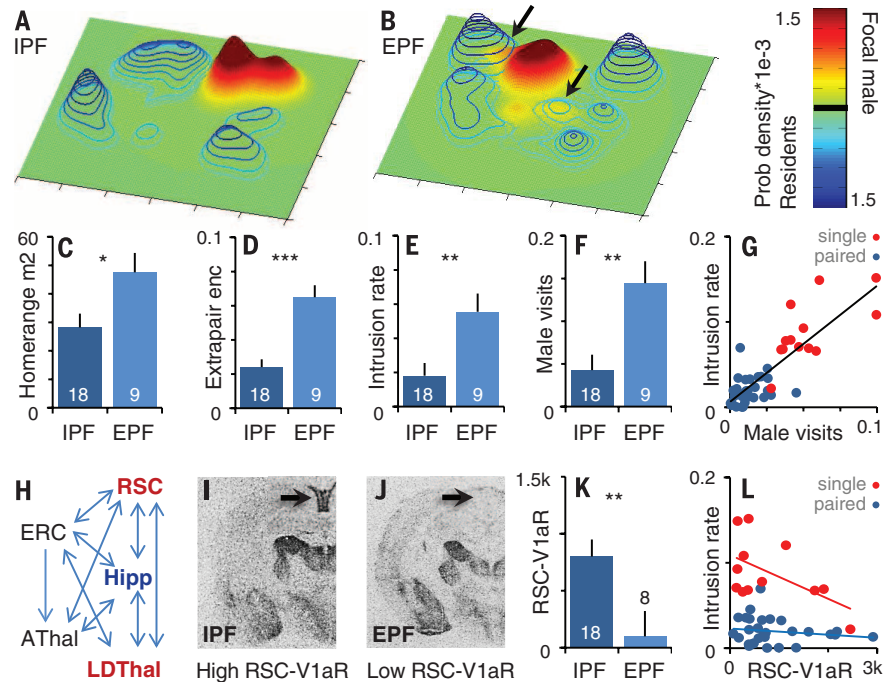 A
IPF
B
EPF
1.5
Prob density*1e-3
Residents
Focal male
1.5
C
Homerange m2
60
0
*
18
9
IPF
EPF
D
Extrapair enc
0.1
0
***
18
9
IPF
EPF
E
Intrusion rate
0.1
0
**
18
9
IPF
EPF
F
Male visits
0.2
0
**
18
9
IPF
EPF
G
single
paired
Intrusion rate
0.2
0
0
Male visits
0.1
H
RSC
ERC
Hipp
AThal
LDThal
I
IPF
High RSC-V1aR
J
EPF
Low RSC-V1aR
K
RSC-V1aR
1.5k
0
**
18
8
IPF
EPF
L
single
paired
Intrusion rate
0.2
0
0
RSC-V1aR
3k